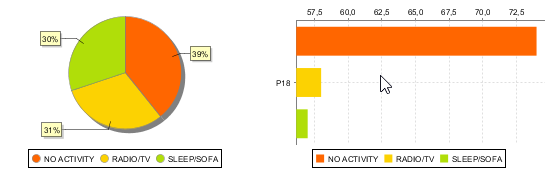 57,5 60,0 62,5 65,0 67,5 70,0 72,5
30%
39%
31%
P18
NO ACTIVITY RADIO/TV SLEEP/SOFA
NO ACTIVITY RADIO/TV SLEEP/SOFA